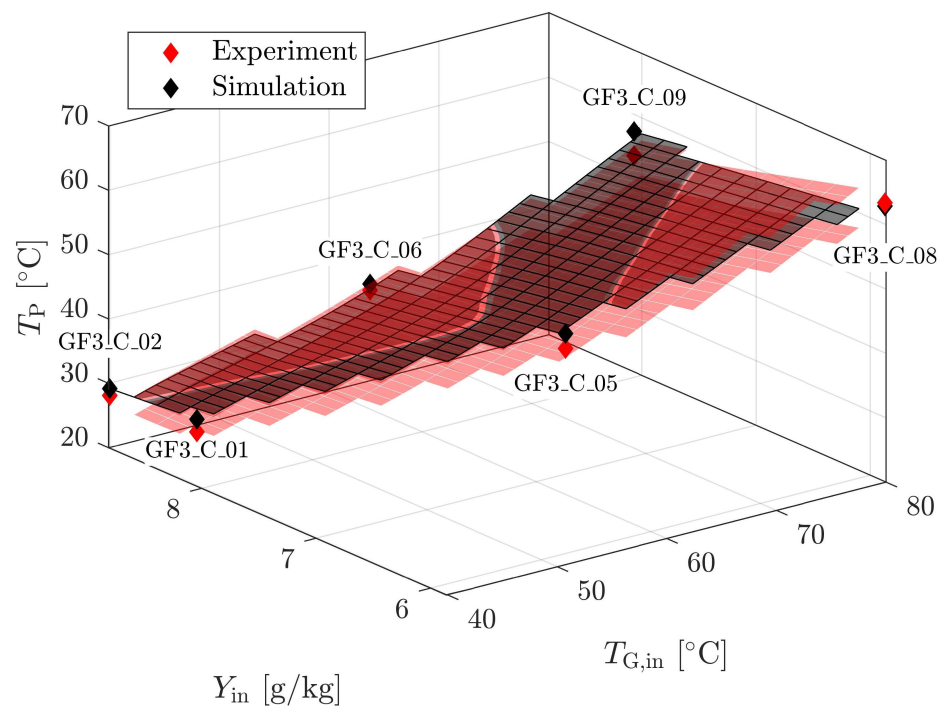 Experiment
Simulation
GF3_C_09
70
60
GF3_C_06
50
T_P [°C]
40
GF3_C_08
GF3_C_02
30
GF3_C_05
20
GF3_C_01
8
80
7
70
60
6
50
40
T_G,in [°C]
Y_in [g/kg]